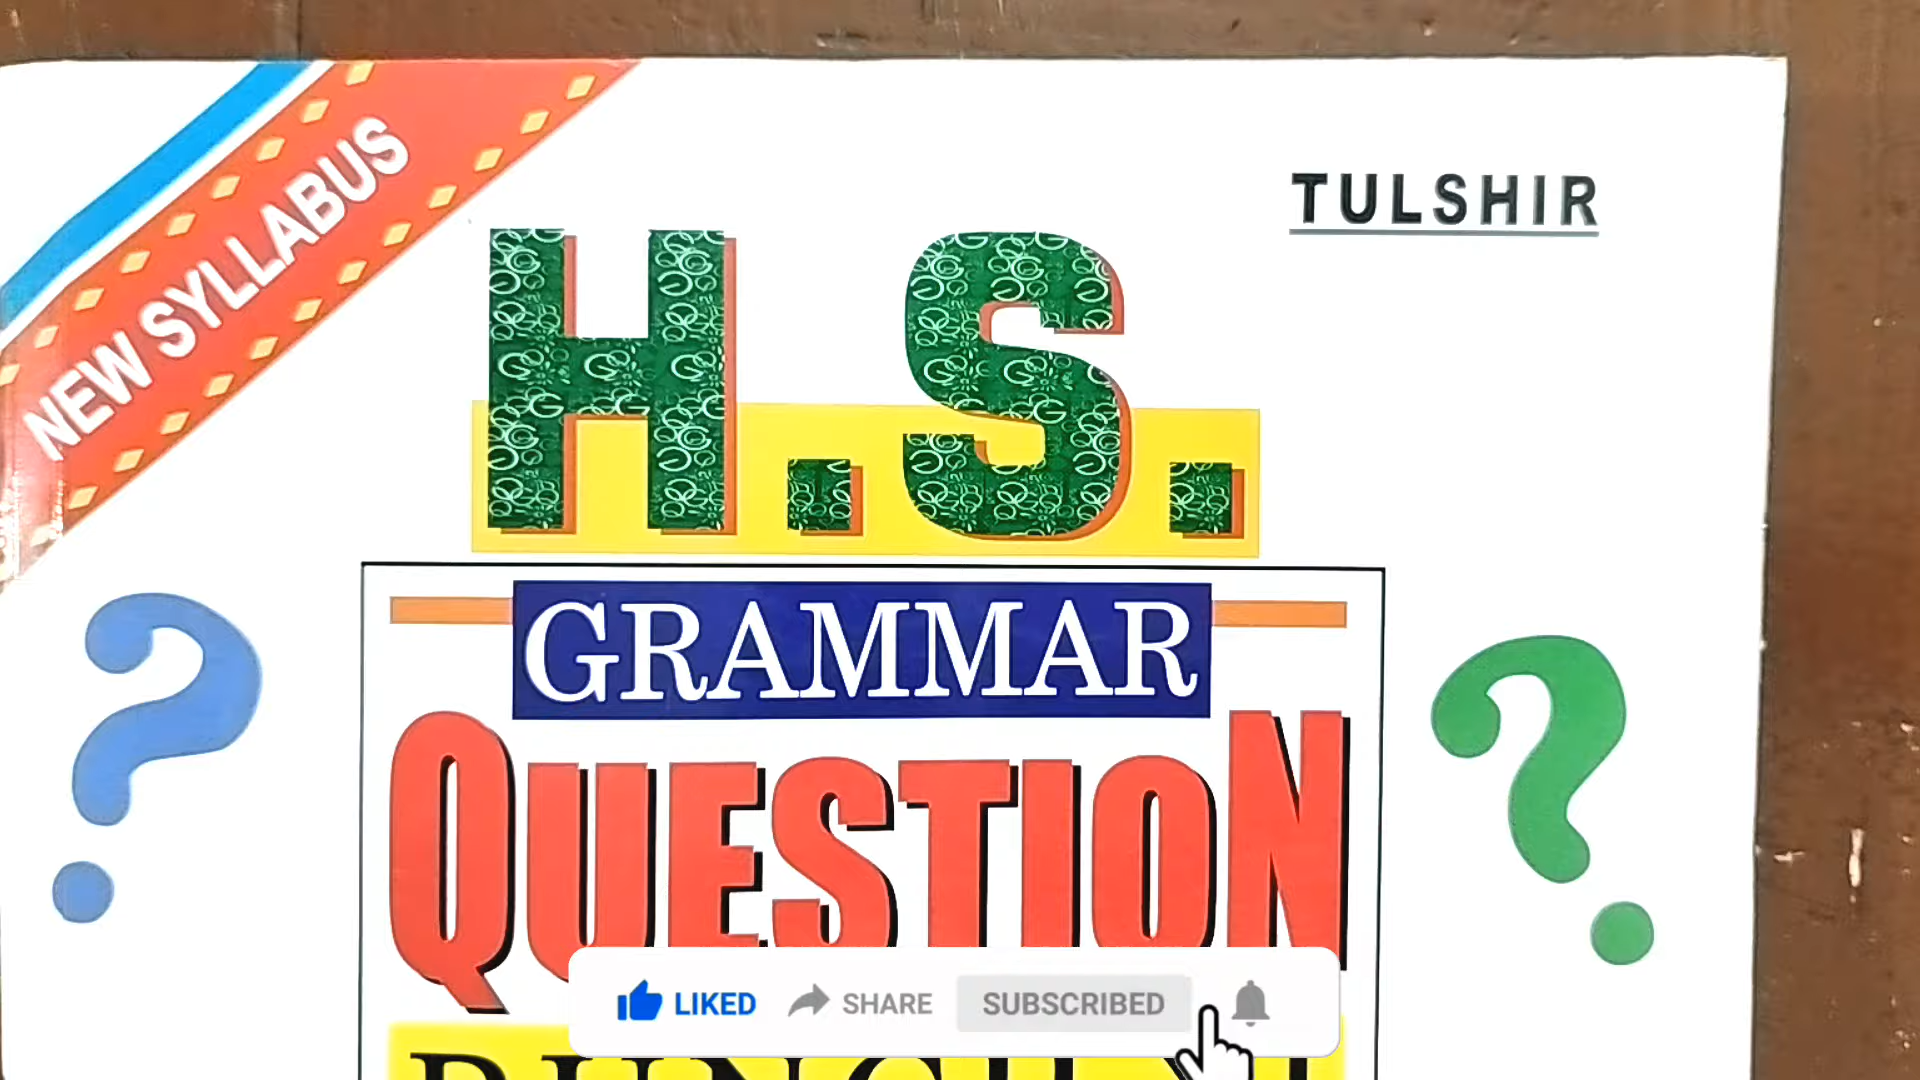 NEW SYLLABUS
TULSHIR
H.S.
GRAMMAR
QUESTION
LIKED SHARE SUBSCRIBED